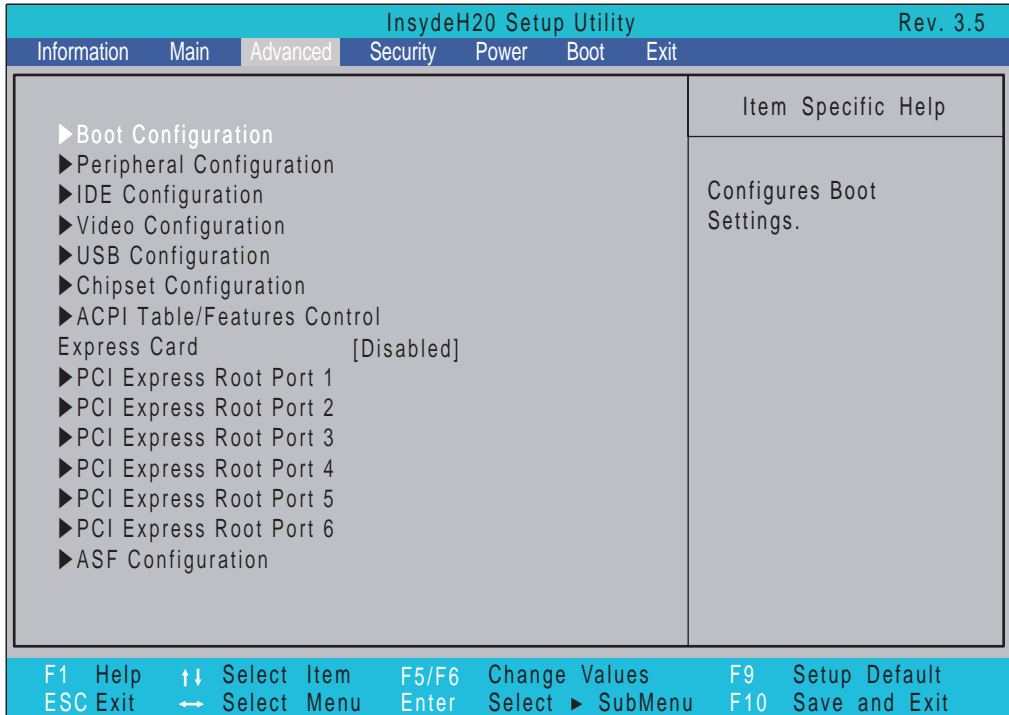 InsydeH20 Setup Utility Rev. 3.5
Information Main Advanced Security Power Boot Exit
Item Specific Help
▶Boot Configuration
▶Peripheral Configuration
▶IDE Configuration
▶Video Configuration
▶USB Configuration
▶Chipset Configuration
▶ACPI Table/Features Control
Express Card [Disabled]
▶PCI Express Root Port 1
▶PCI Express Root Port 2
▶PCI Express Root Port 3
▶PCI Express Root Port 4
▶PCI Express Root Port 5
▶PCI Express Root Port 6
▶ASF Configuration
Configures Boot
Settings.
F1 Help ↑↓ Select Item F5/F6 Change Values F9 Setup Default
ESC Exit ↔ Select Menu Enter Select ▶ SubMenu F10 Save and Exit